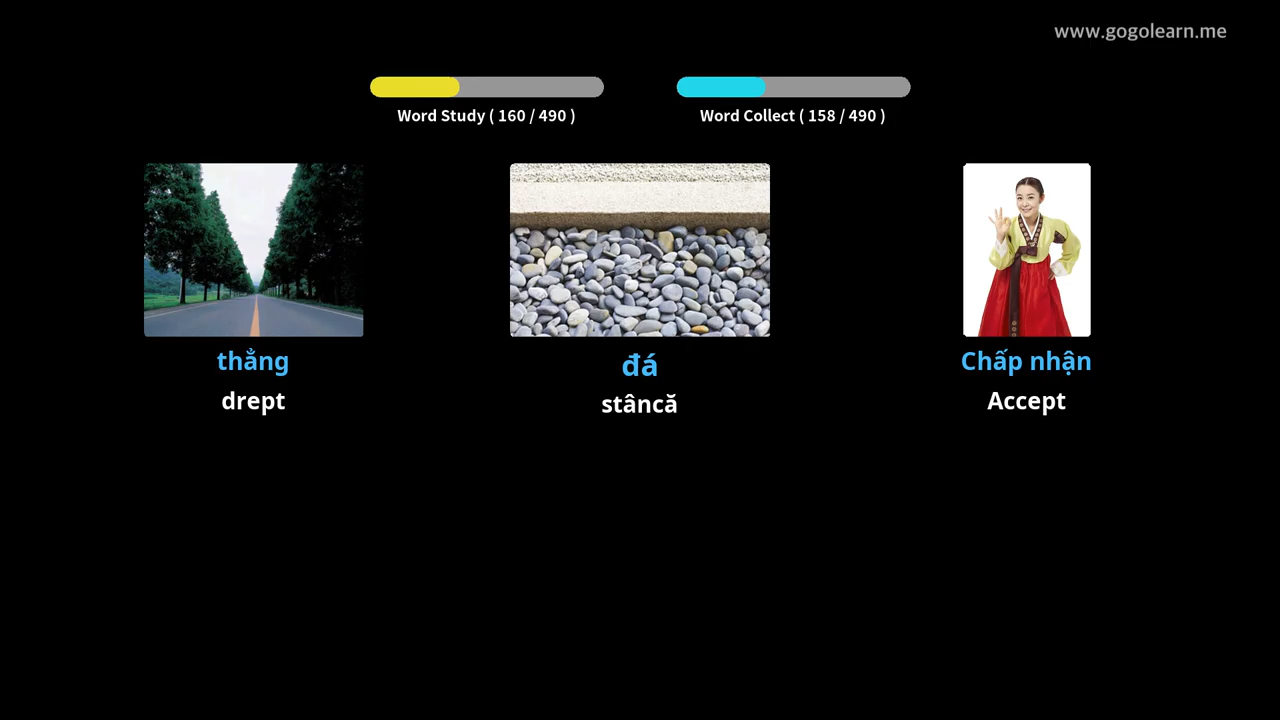 www.gogolearn.me
Word Study ( 160 / 490 )
Word Collect ( 158 / 490 )
thẳng
drept
đá
stâncă
Chấp nhận
Accept